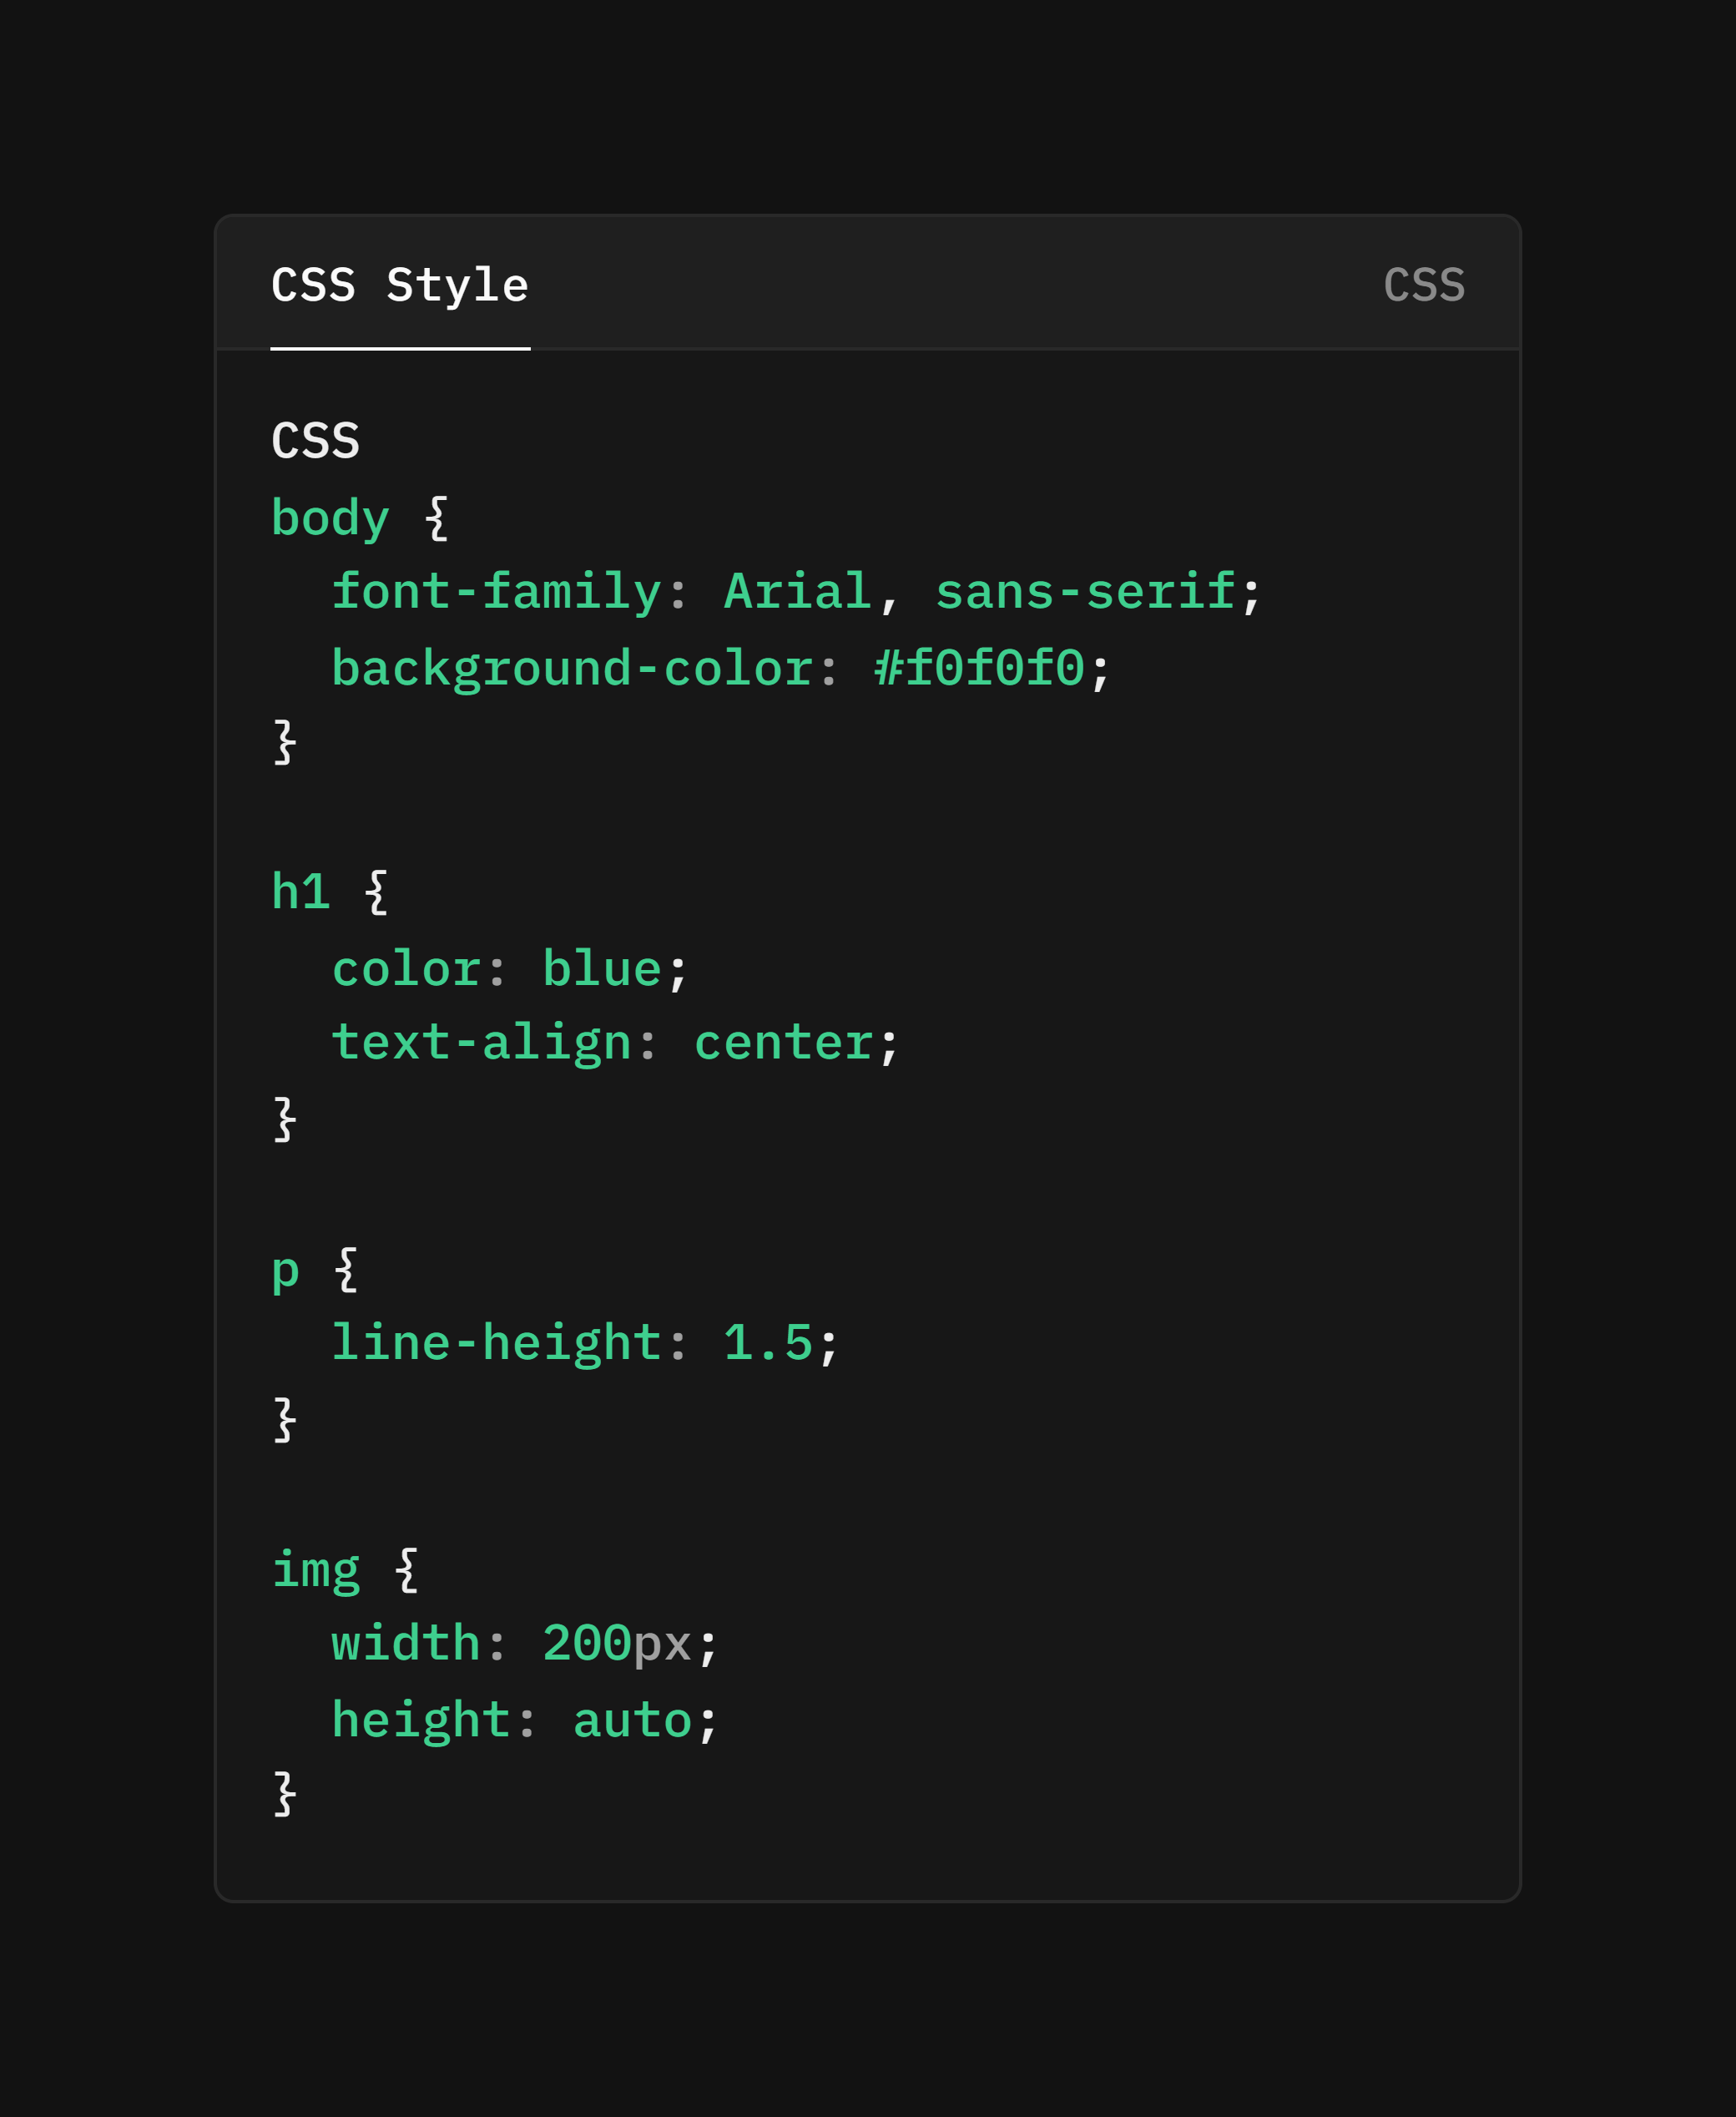 CSS Style
CSS
CSS
body {
  font-family: Arial, sans-serif;
  background-color: #f0f0f0;
}

h1 {
  color: blue;
  text-align: center;
}

p {
  line-height: 1.5;
}

img {
  width: 200px;
  height: auto;
}